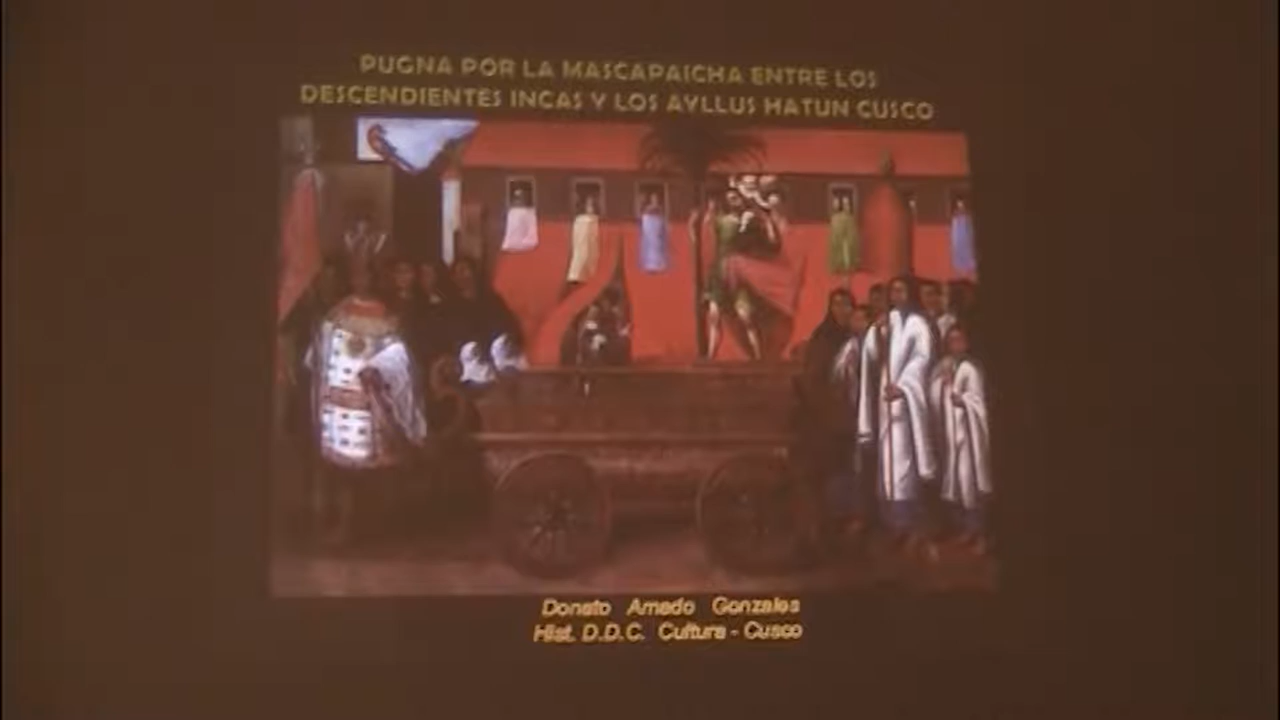 PUGNA POR LA MASCAPAICHA ENTRE LOS
DESCENDIENTES INCAS Y LOS AYLLUS HATUN CUSCO
Donato Amado Gonzales
Hist. D.D.C. Cultura - Cusco